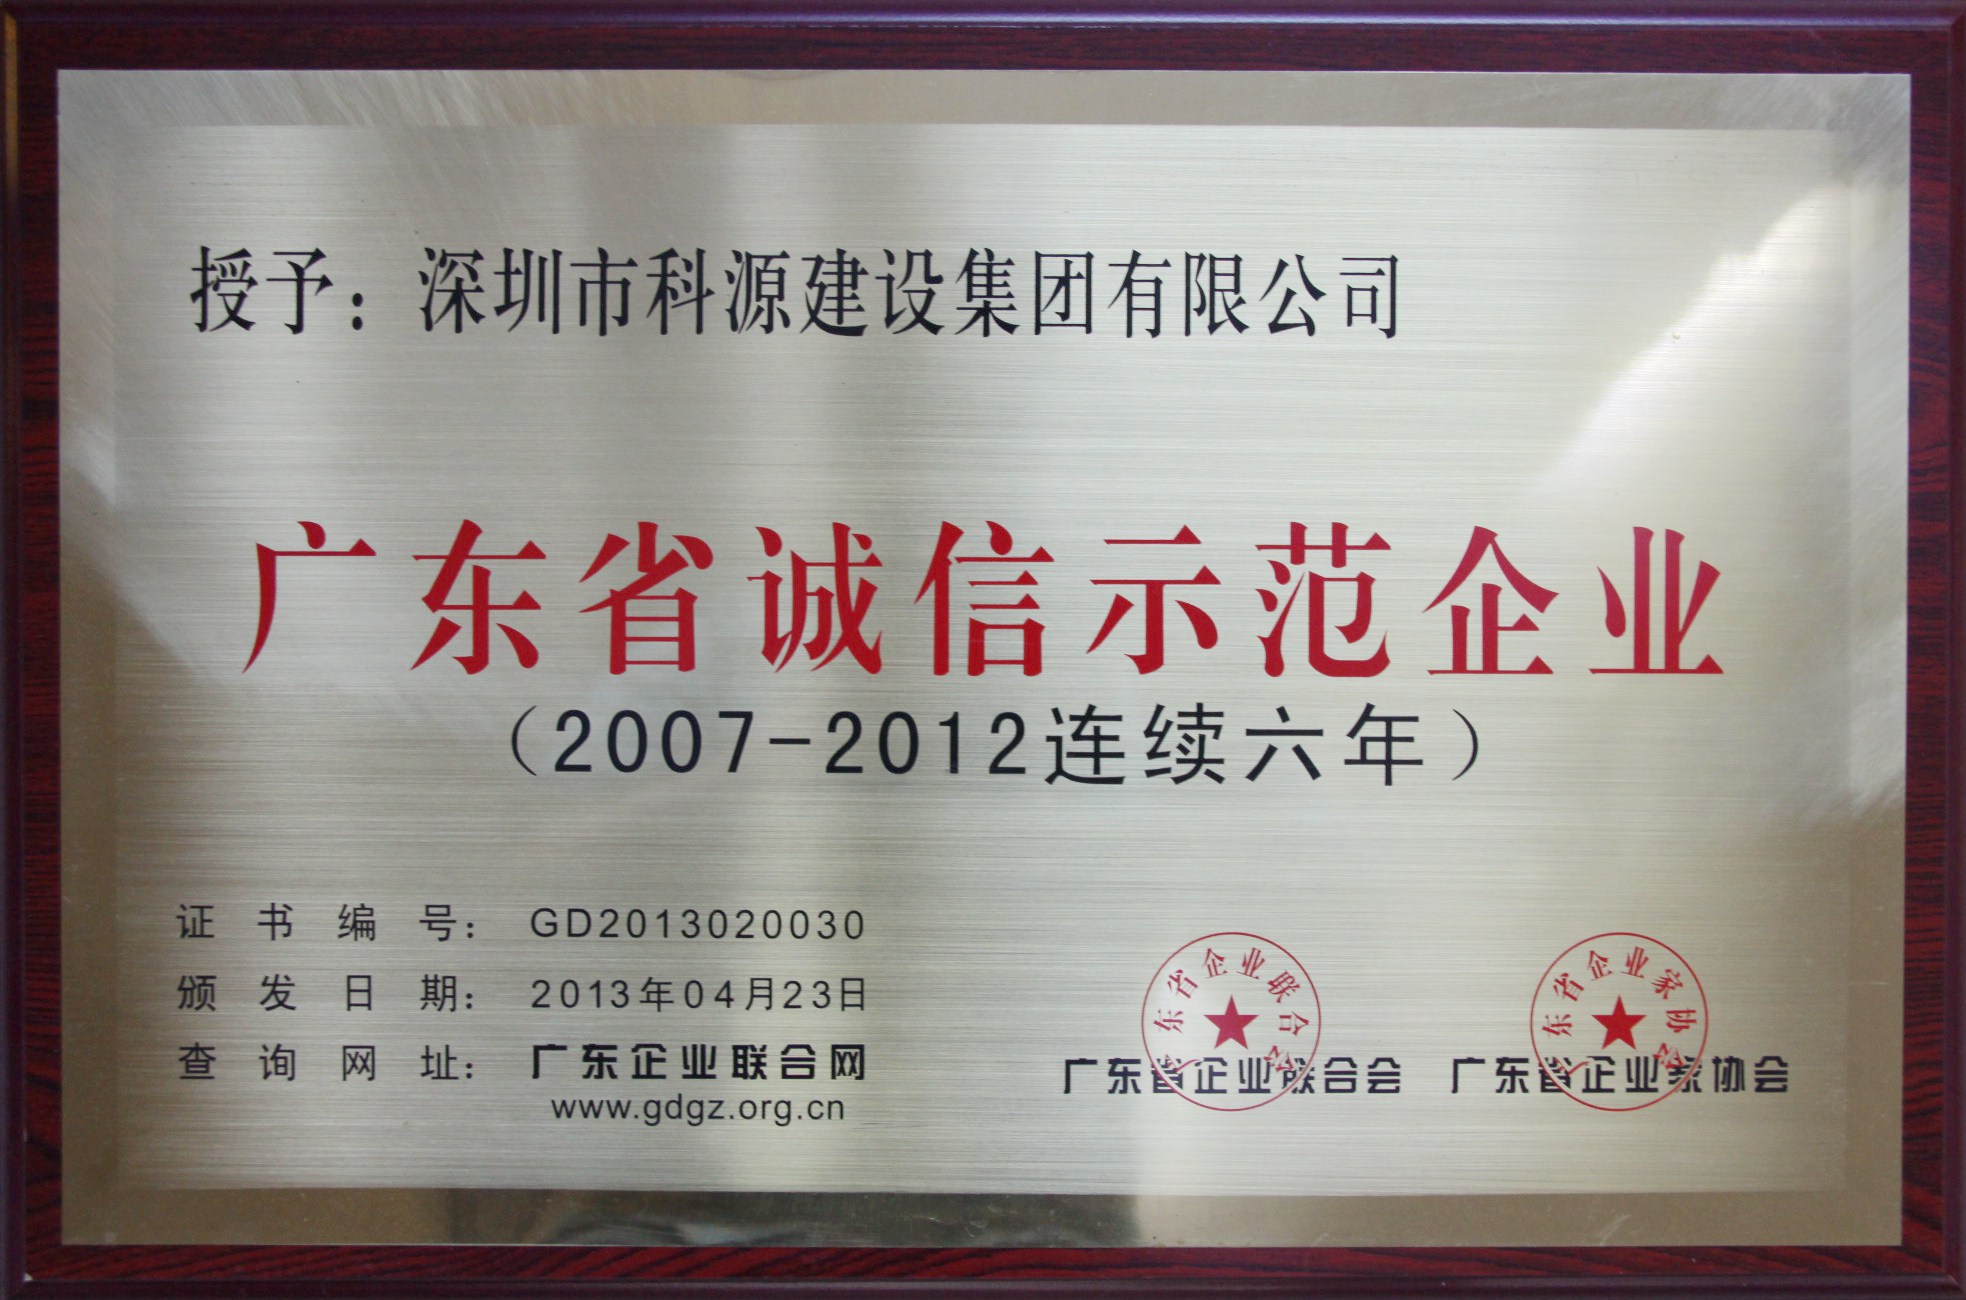 授予：深圳市科源建设集团有限公司
广东省诚信示范企业
（2007-2012连续六年）
证书编号： GD2013020030
颁发日期： 2013年04月23日
查询网址： 广东企业联合网
www.gdgz.org.cn
广东省企业联合会
广东省企业联合会
广东省企业家协会
广东省企业家协会